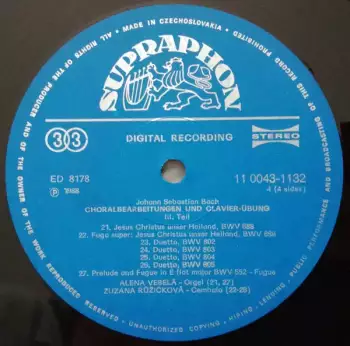 • MADE IN CZECHOSLOVAKIA •
ALL RIGHTS OF THE PRODUCER AND OF THE OWNER OF THE WORK REPRODUCED RESERVED • UNAUTHORIZED COPYING • HIRING • LENDING • PUBLIC PERFORMANCE AND BROADCASTING OF THIS RECORD PROHIBITED
SUPRAPHON
33
DIGITAL RECORDING
STEREO
ED 8178
11 0043-1132
4 (4 sides)
Johann Sebastian Bach
CHORALBEARBEITUNGEN UND CLAVIER-ÜBUNG
III. Teil
21. Jesus Christus unser Heiland, BWV 688
22. Fuga super: Jesus Christus unser Heiland, BWV 689
23. Duetto, BWV 802
24. Duetto, BWV 803
25. Duetto, BWV 804
26. Duetto, BWV 805
27. Prelude and Fugue in E flat major BWV 552 - Fugue
ALENA VESELÁ - Orgel (21, 27)
ZUZANA RŮŽIČKOVÁ - Cembalo (22-26)